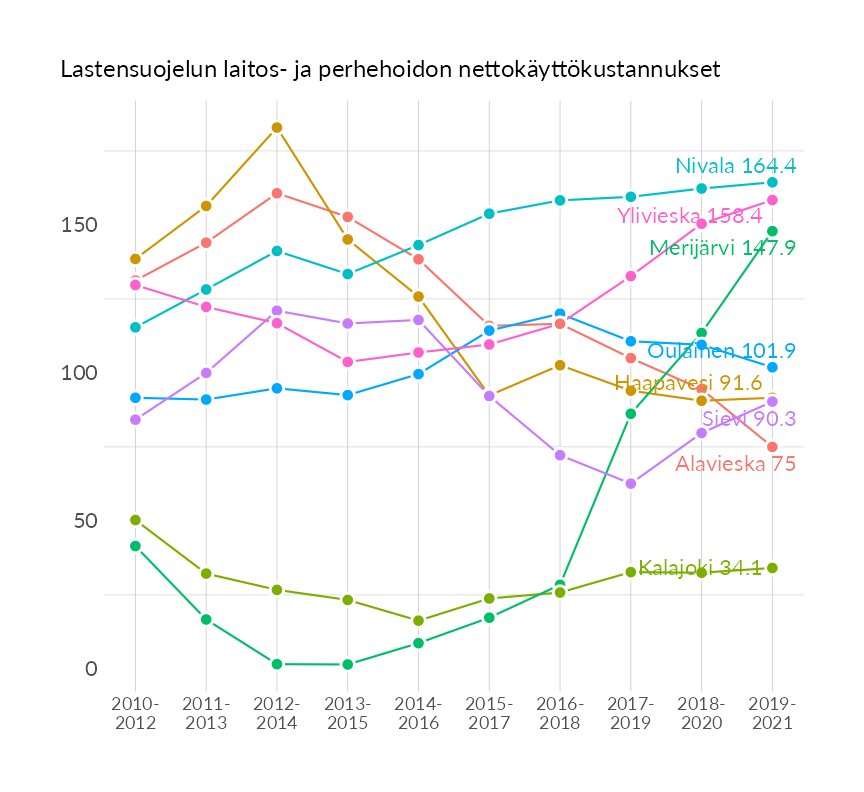 Lastensuojelun laitos- ja perhehoidon nettokäyttökustannukset
Nivala 164.4
Ylivieska 158.4
150
Merijärvi 147.9
Oulainen 101.9
100
Haapavesi 91.6
Sievi 90.3
Alavieska 75
50
Kalajoki 34.1
0
2010- 2011- 2012- 2013- 2014- 2015- 2016- 2017- 2018- 2019-
2012 2013 2014 2015 2016 2017 2018 2019 2020 2021